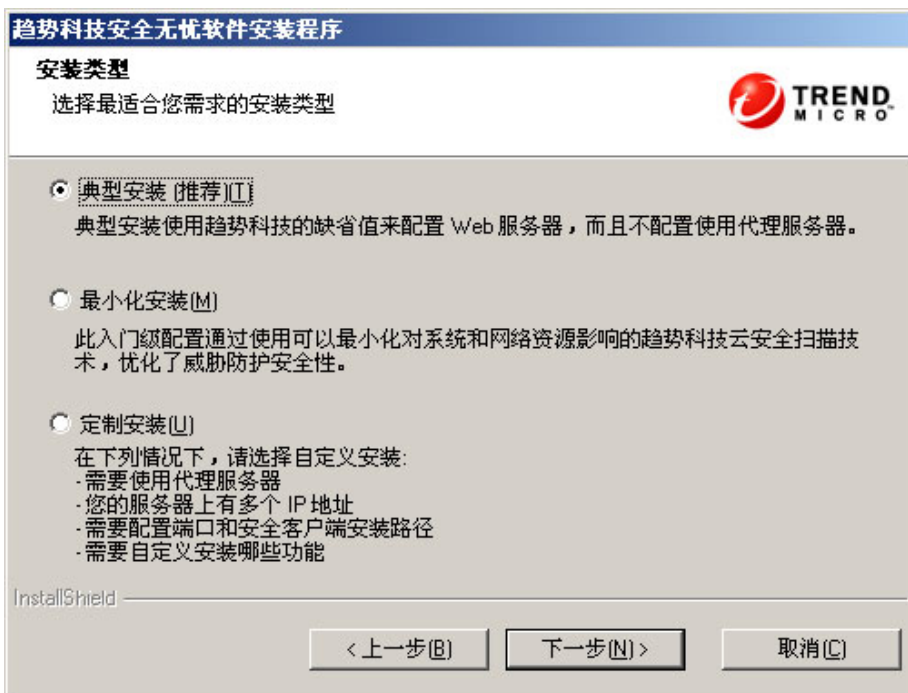 趋势科技安全无忧软件安装程序
安装类型
选择最适合您需求的安装类型
TREND
MICRO
典型安装 (推荐)(T)
典型安装使用趋势科技的缺省值来配置 Web 服务器，而且不配置使用代理服务器。
最小化安装(M)
此入门级配置通过使用可以最小化对系统和网络资源影响的趋势科技云安全扫描技
术，优化了威胁防护安全性。
定制安装(U)
在下列情况下，请选择自定义安装:
-需要使用代理服务器
-您的服务器上有多个 IP 地址
-需要配置端口和安全客户端安装路径
-需要自定义安装哪些功能
InstallShield
<上一步(B)
下一步(N)>
取消(C)